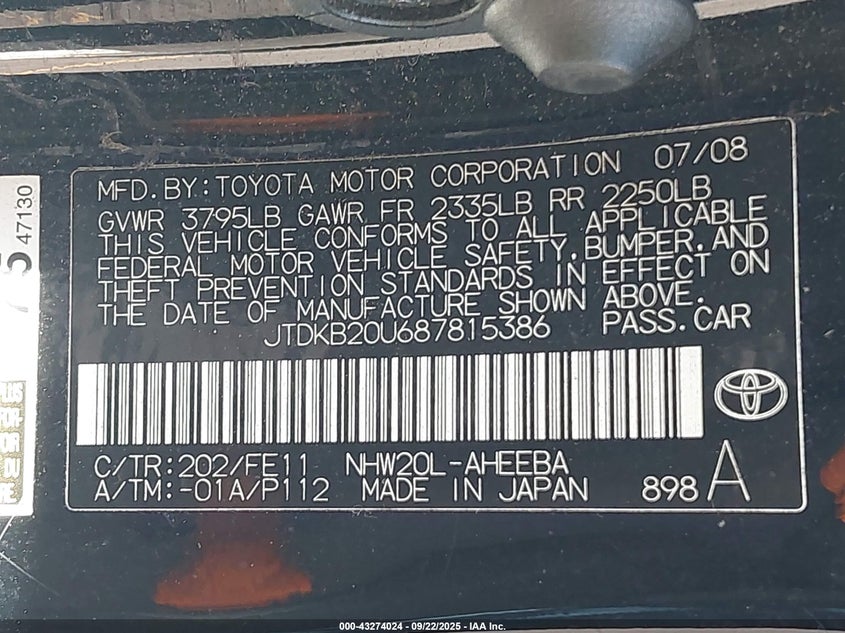 MFD.BY:TOYOTA MOTOR CORPORATION 07/08
GVWR 3795LB GAWR FR 2335LB RR 2250LB
THIS VEHICLE CONFORMS TO ALL APPLICABLE
FEDERAL MOTOR VEHICLE SAFETY,BUMPER,AND
THEFT PREVENTION STANDARDS IN EFFECT ON
THE DATE OF MANUFACTURE SHOWN ABOVE.
JTDKB20U687815386 PASS.CAR
C/TR:202/FE11 NHW20L-AHEEBA
A/TM:-01A/P112 MADE IN JAPAN 898 A
47130
000-43274024 - 09/22/2025 - IAA Inc.